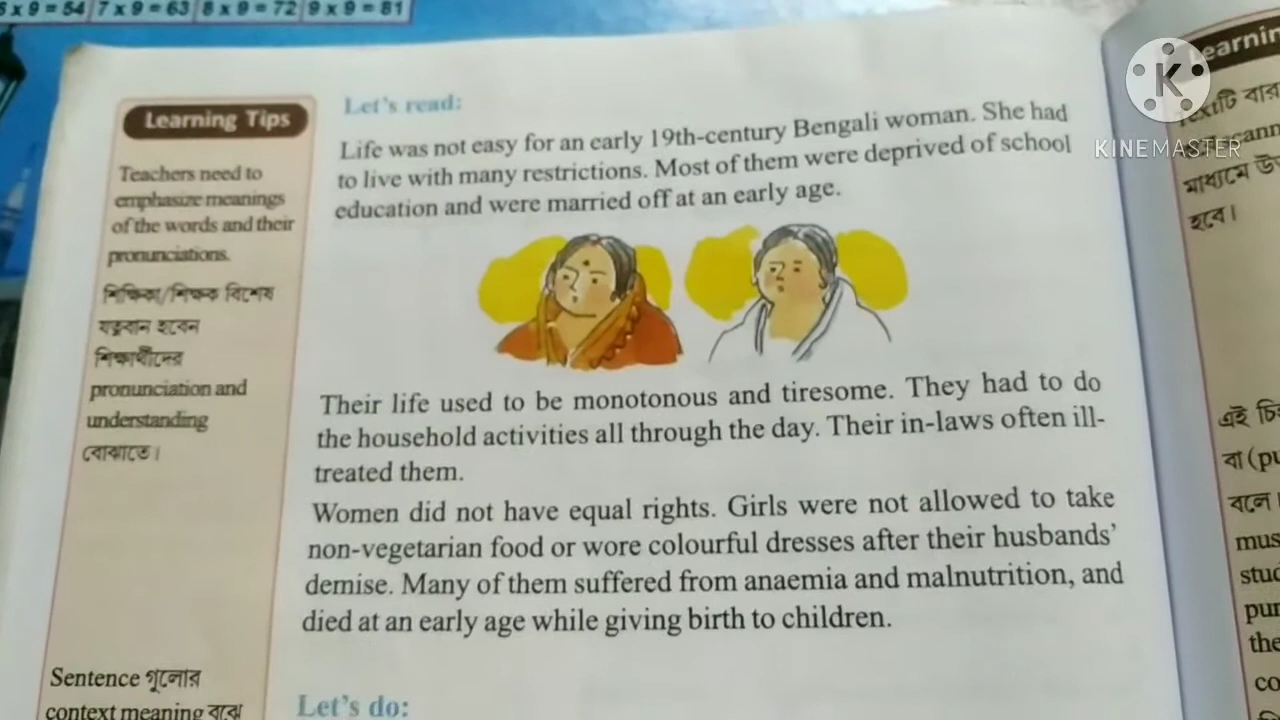 6 x 9 = 54 7 x 9 = 63 8 x 9 = 72 9 x 9 = 81
Learning Tips
Teachers need to
emphasize meanings
of the words and their
pronunciations.
শিক্ষিকা/শিক্ষক বিশেষ
যত্নবান হবেন
শিক্ষার্থীদের
pronunciation and
understanding
বোঝাতে।
Sentence গুলোর
context meaning বুঝে
Let's read:
Life was not easy for an early 19th-century Bengali woman. She had
to live with many restrictions. Most of them were deprived of school
education and were married off at an early age.
Their life used to be monotonous and tiresome. They had to do
the household activities all through the day. Their in-laws often ill-
treated them.
Women did not have equal rights. Girls were not allowed to take
non-vegetarian food or wore colourful dresses after their husbands'
demise. Many of them suffered from anaemia and malnutrition, and
died at an early age while giving birth to children.
Let's do:
K
KINEMASTER
মাধ্যমে
হবে।
এই
বা (pu
বলে।
mus
stud
pur
the
co